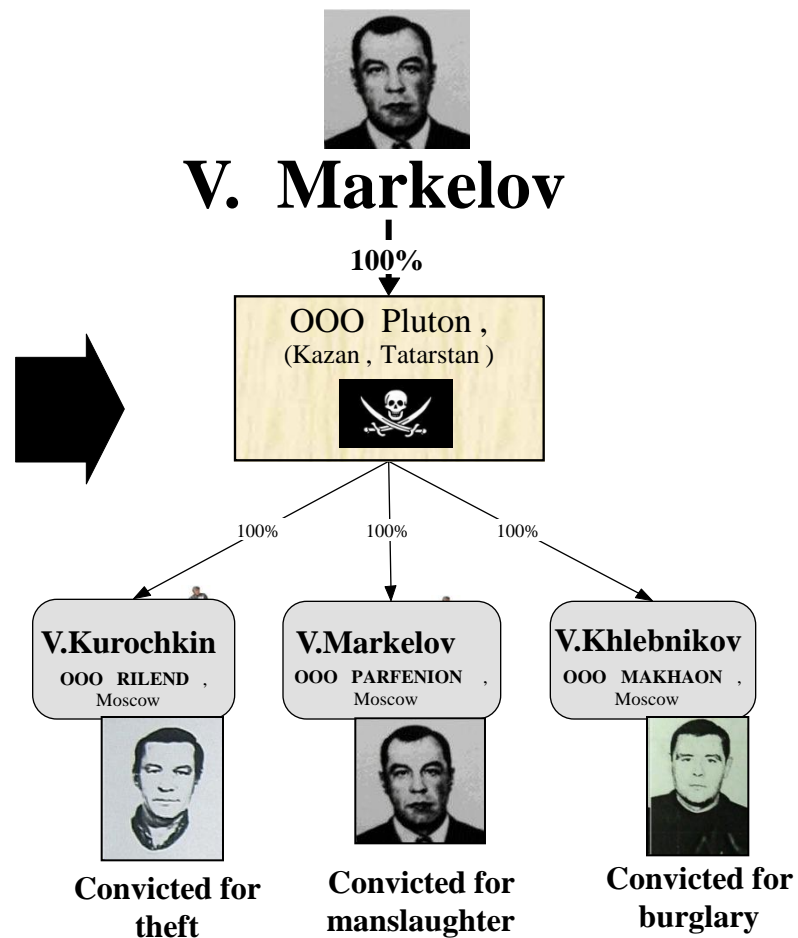 V. Markelov
100%
OOO Pluton ,
(Kazan , Tatarstan )
100%
100%
100%
V.Kurochkin
OOO RILEND ,
Moscow
V.Markelov
OOO PARFENION ,
Moscow
V.Khlebnikov
OOO MAKHAON ,
Moscow
Convicted for
theft
Convicted for
manslaughter
Convicted for
burglary